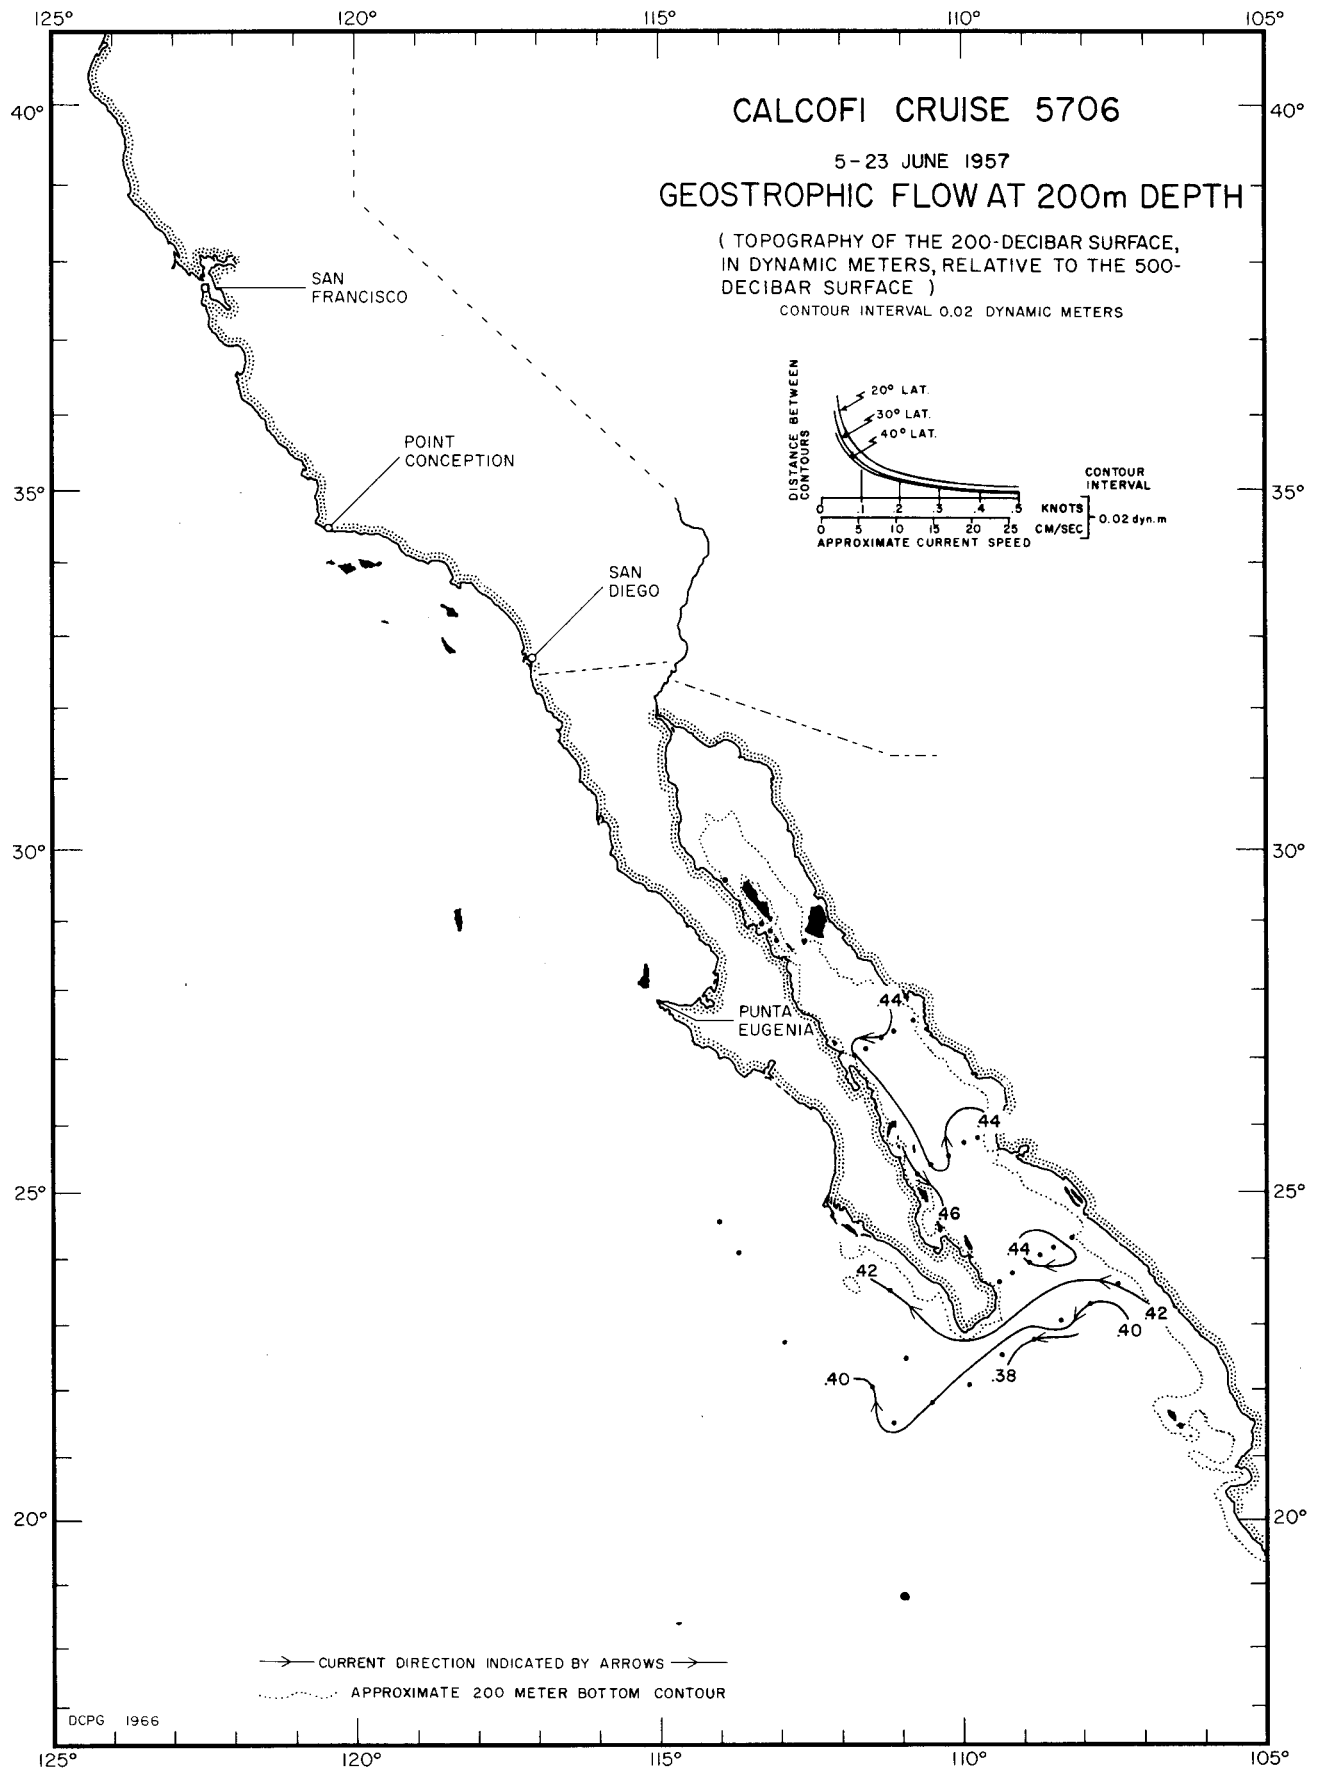 125° 120° 115° 110° 105°
40° 40°
CALCOFI CRUISE 5706
5-23 JUNE 1957
GEOSTROPHIC FLOW AT 200m DEPTH
( TOPOGRAPHY OF THE 200-DECIBAR SURFACE,
IN DYNAMIC METERS, RELATIVE TO THE 500-
DECIBAR SURFACE )
CONTOUR INTERVAL 0.02 DYNAMIC METERS
SAN
FRANCISCO
DISTANCE BETWEEN
CONTOURS
20° LAT.
30° LAT.
40° LAT.
POINT
CONCEPTION
CONTOUR
INTERVAL
35° 35°
0 .1 .2 .3 .4 .5 KNOTS
0 5 10 15 20 25 CM/SEC
0.02 dyn.m
APPROXIMATE CURRENT SPEED
SAN
DIEGO
30° 30°
.44
PUNTA
EUGENIA
.44
25° 25°
.46
.44
.42
.42
.40
.38
.40
20° 20°
CURRENT DIRECTION INDICATED BY ARROWS
APPROXIMATE 200 METER BOTTOM CONTOUR
DCPG 1966
125° 120° 115° 110° 105°